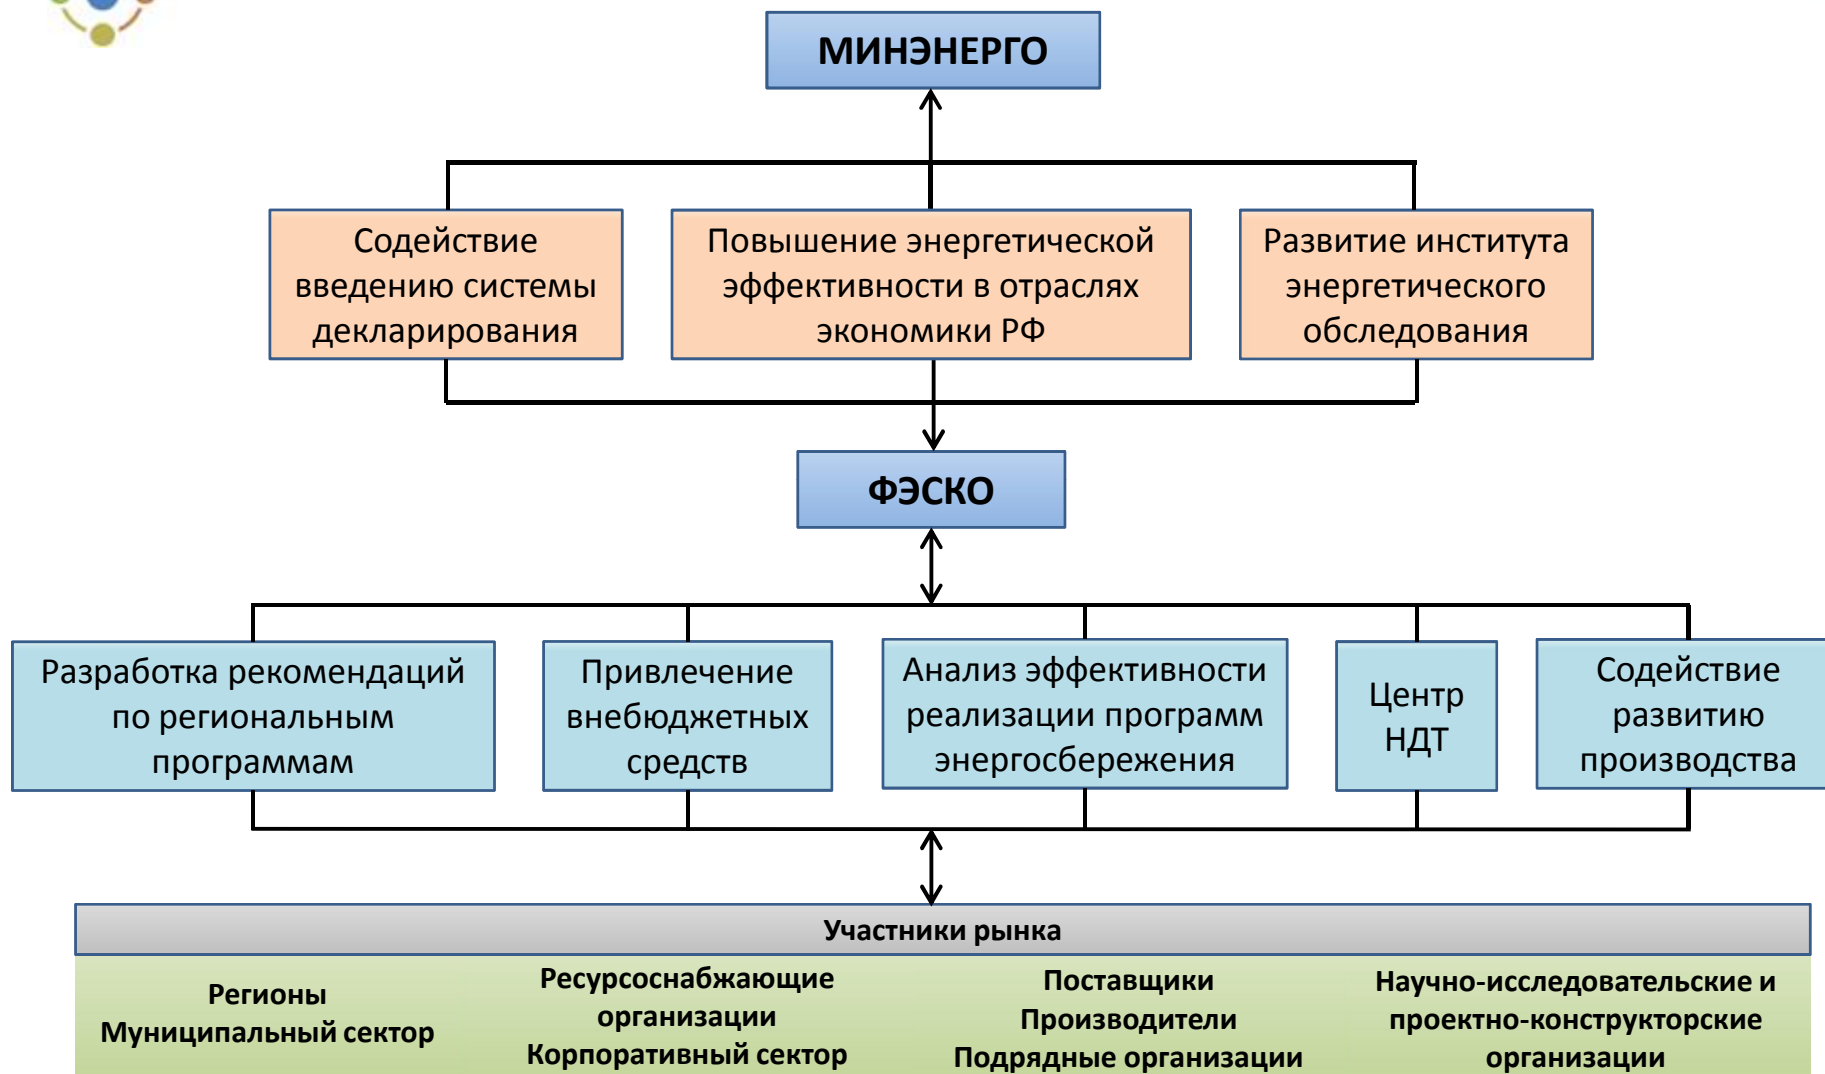 МИНЭНЕРГО
Содействие
введению системы
декларирования
Повышение энергетической
эффективности в отраслях
экономики РФ
Развитие института
энергетического
обследования
ФЭСКО
Разработка рекомендаций
по региональным
программам
Привлечение
внебюджетных
средств
Анализ эффективности
реализации программ
энергосбережения
Центр
НДТ
Содействие
развитию
производства
Участники рынка
Регионы
Муниципальный сектор
Ресурсоснабжающие
организации
Корпоративный сектор
Поставщики
Производители
Подрядные организации
Научно-исследовательские и
проектно-конструкторские
организации